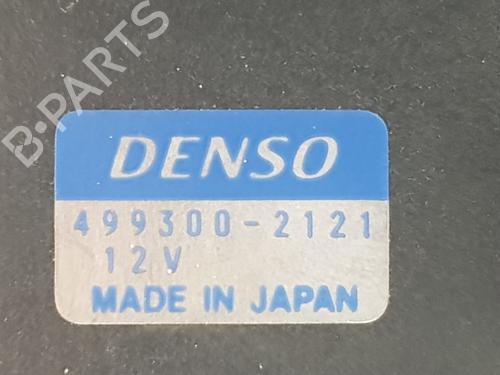 B-PARTS
DENSO
499300-2121
12V
MADE IN JAPAN